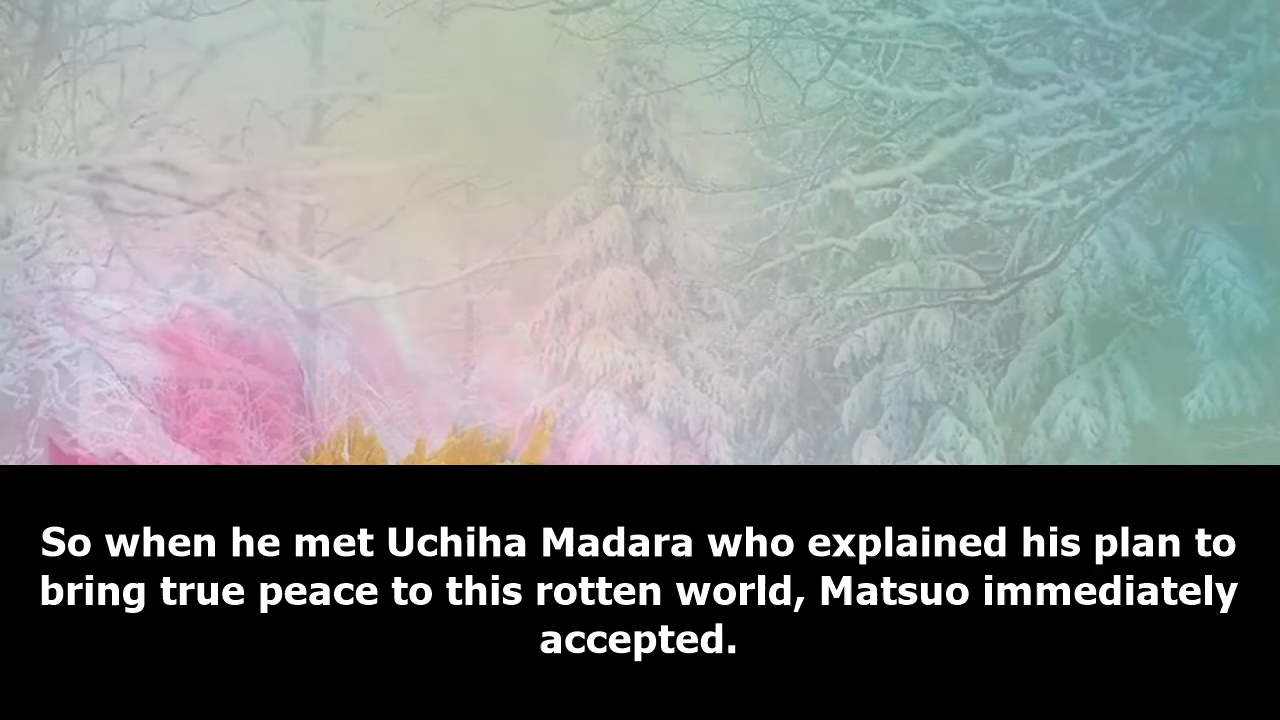 So when he met Uchiha Madara who explained his plan to
bring true peace to this rotten world, Matsuo immediately
accepted.